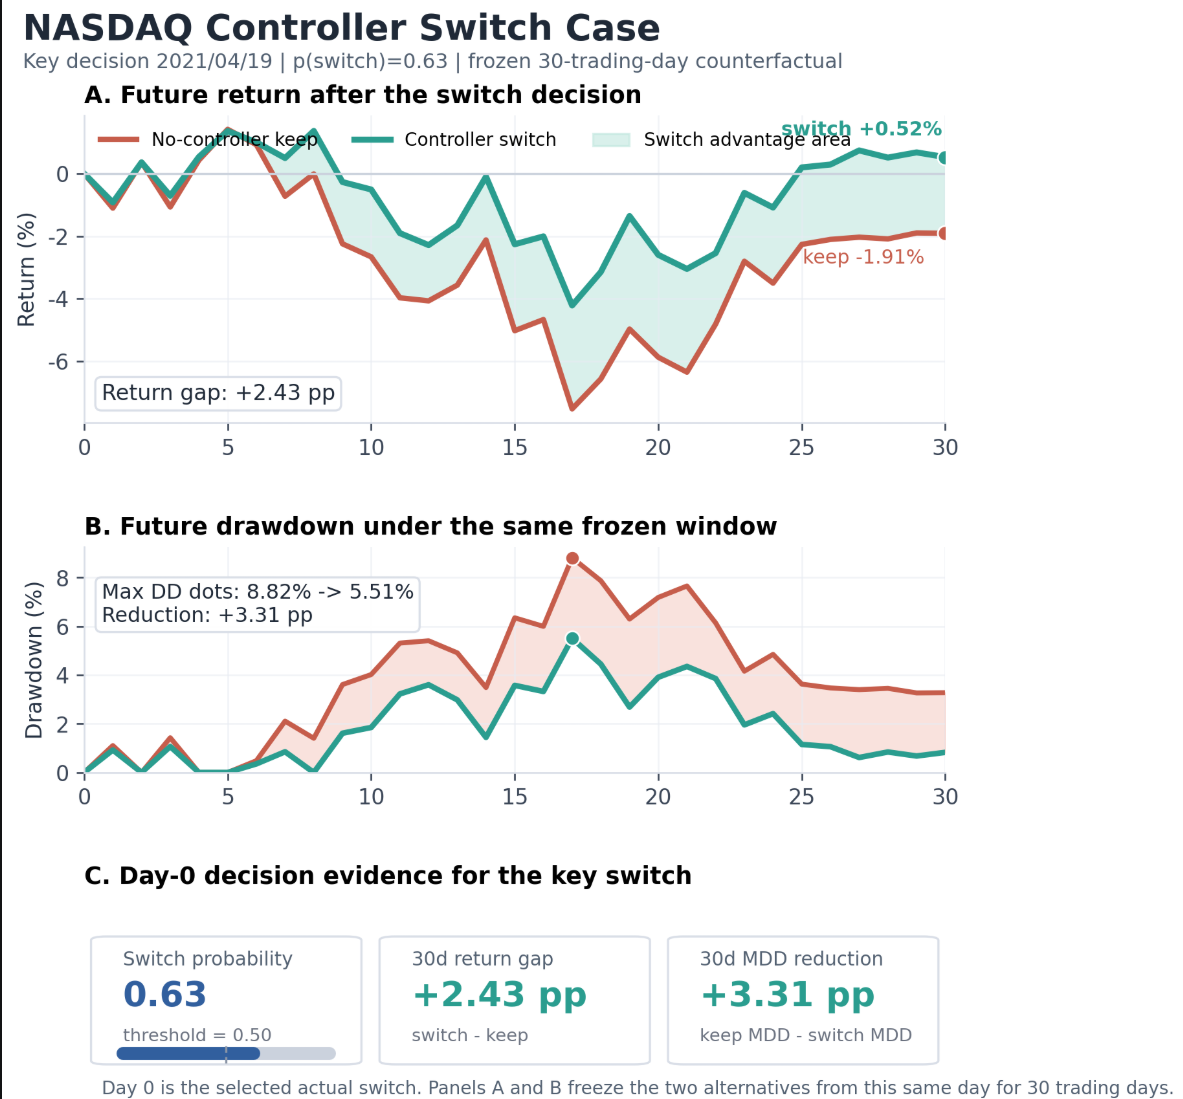 NASDAQ Controller Switch Case
Key decision 2021/04/19 | p(switch)=0.63 | frozen 30-trading-day counterfactual
A. Future return after the switch decision
No-controller keep
Controller switch
Switch advantage area
switch +0.52%
keep -1.91%
Return gap: +2.43 pp
Return (%)
0
-2
-4
-6
0 5 10 15 20 25 30
B. Future drawdown under the same frozen window
Max DD dots: 8.82% -> 5.51%
Reduction: +3.31 pp
Drawdown (%)
8
6
4
2
0
0 5 10 15 20 25 30
C. Day-0 decision evidence for the key switch
Switch probability
0.63
threshold = 0.50
30d return gap
+2.43 pp
switch - keep
30d MDD reduction
+3.31 pp
keep MDD - switch MDD
Day 0 is the selected actual switch. Panels A and B freeze the two alternatives from this same day for 30 trading days.